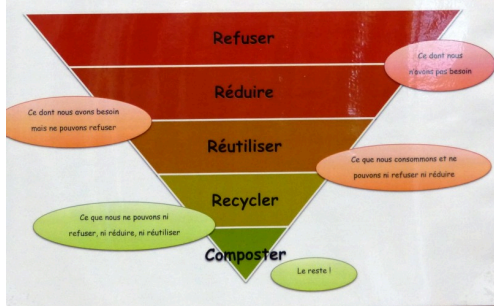 Refuser
Ce dont nous
n'avons pas besoin
Réduire
Ce dont nous avons besoin
mais ne pouvons refuser
Réutiliser
Ce que nous consommons et ne
pouvons ni refuser ni réduire
Recycler
Ce que nous ne pouvons ni
refuser, ni réduire, ni réutiliser
Composter
Le reste !